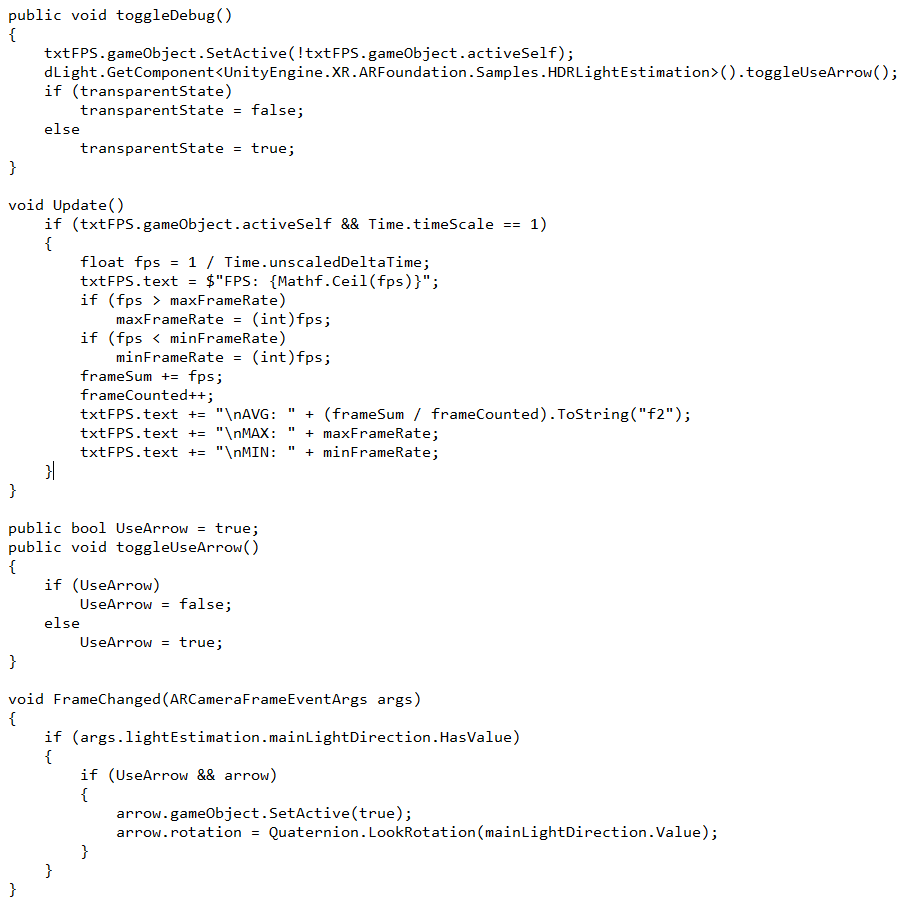 public void toggleDebug()
{
    txtFPS.gameObject.SetActive(!txtFPS.gameObject.activeSelf);
    dLight.GetComponent<UnityEngine.XR.ARFoundation.Samples.HDRLightEstimation>().toggleUseArrow();
    if (transparentState)
        transparentState = false;
    else
        transparentState = true;
}

void Update()
    if (txtFPS.gameObject.activeSelf && Time.timeScale == 1)
    {
        float fps = 1 / Time.unscaledDeltaTime;
        txtFPS.text = $"FPS: {Mathf.Ceil(fps)}";
        if (fps > maxFrameRate)
            maxFrameRate = (int)fps;
        if (fps < minFrameRate)
            minFrameRate = (int)fps;
        frameSum += fps;
        frameCounted++;
        txtFPS.text += "\nAVG: " + (frameSum / frameCounted).ToString("f2");
        txtFPS.text += "\nMAX: " + maxFrameRate;
        txtFPS.text += "\nMIN: " + minFrameRate;
    }
}

public bool UseArrow = true;
public void toggleUseArrow()
{
    if (UseArrow)
        UseArrow = false;
    else
        UseArrow = true;
}

void FrameChanged(ARCameraFrameEventArgs args)
{
    if (args.lightEstimation.mainLightDirection.HasValue)
    {
        if (UseArrow && arrow)
        {
            arrow.gameObject.SetActive(true);
            arrow.rotation = Quaternion.LookRotation(mainLightDirection.Value);
        }
    }
}